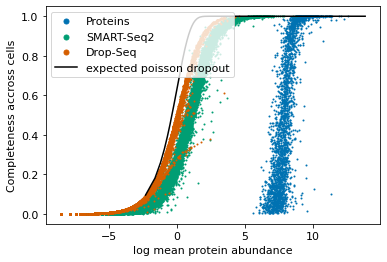 1.0
0.8
0.6
0.4
0.2
0.0
Completeness accross cells
Proteins
SMART-Seq2
Drop-Seq
expected poisson dropout
−5
0
5
10
log mean protein abundance